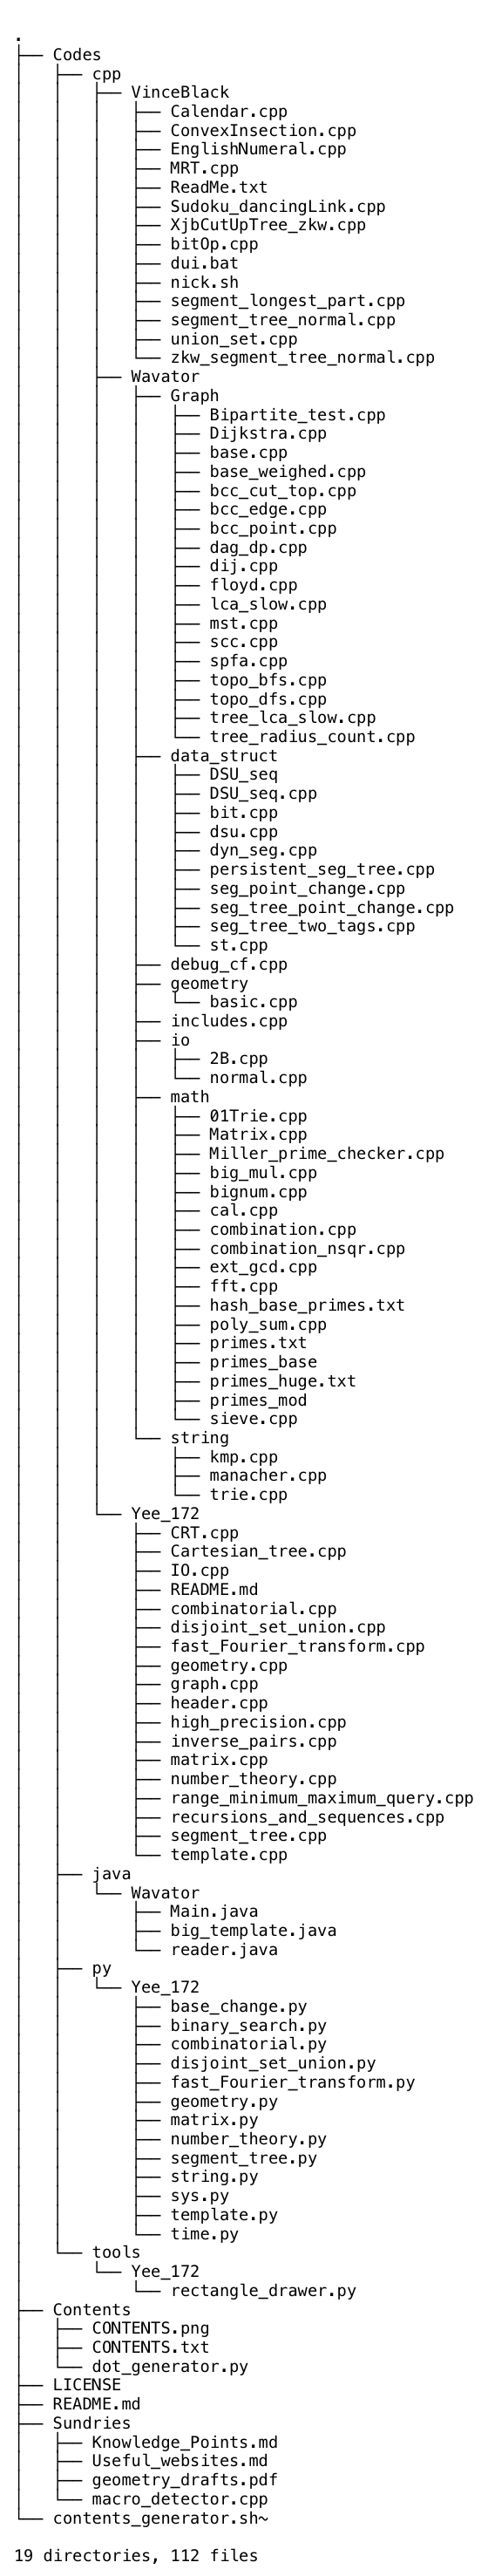 .
├── Codes
│   ├── cpp
│   │   ├── VinceBlack
│   │   │   ├── Calendar.cpp
│   │   │   ├── ConvexInsection.cpp
│   │   │   ├── EnglishNumeral.cpp
│   │   │   ├── MRT.cpp
│   │   │   ├── ReadMe.txt
│   │   │   ├── Sudoku_dancingLink.cpp
│   │   │   ├── XjbCutUpTree_zkw.cpp
│   │   │   ├── bitOp.cpp
│   │   │   ├── dui.bat
│   │   │   ├── nick.sh
│   │   │   ├── segment_longest_part.cpp
│   │   │   ├── segment_tree_normal.cpp
│   │   │   ├── union_set.cpp
│   │   │   └── zkw_segment_tree_normal.cpp
│   │   ├── Wavator
│   │   │   ├── Graph
│   │   │   │   ├── Bipartite_test.cpp
│   │   │   │   ├── Dijkstra.cpp
│   │   │   │   ├── base.cpp
│   │   │   │   ├── base_weighed.cpp
│   │   │   │   ├── bcc_cut_top.cpp
│   │   │   │   ├── bcc_edge.cpp
│   │   │   │   ├── bcc_point.cpp
│   │   │   │   ├── dag_dp.cpp
│   │   │   │   ├── dij.cpp
│   │   │   │   ├── floyd.cpp
│   │   │   │   ├── lca_slow.cpp
│   │   │   │   ├── mst.cpp
│   │   │   │   ├── scc.cpp
│   │   │   │   ├── spfa.cpp
│   │   │   │   ├── topo_bfs.cpp
│   │   │   │   ├── topo_dfs.cpp
│   │   │   │   ├── tree_lca_slow.cpp
│   │   │   │   └── tree_radius_count.cpp
│   │   │   ├── data_struct
│   │   │   │   ├── DSU_seq
│   │   │   │   ├── DSU_seq.cpp
│   │   │   │   ├── bit.cpp
│   │   │   │   ├── dsu.cpp
│   │   │   │   ├── dyn_seg.cpp
│   │   │   │   ├── persistent_seg_tree.cpp
│   │   │   │   ├── seg_point_change.cpp
│   │   │   │   ├── seg_tree_point_change.cpp
│   │   │   │   ├── seg_tree_two_tags.cpp
│   │   │   │   └── st.cpp
│   │   │   ├── debug_cf.cpp
│   │   │   ├── geometry
│   │   │   │   └── basic.cpp
│   │   │   ├── includes.cpp
│   │   │   ├── io
│   │   │   │   ├── 2B.cpp
│   │   │   │   └── normal.cpp
│   │   │   ├── math
│   │   │   │   ├── 01Trie.cpp
│   │   │   │   ├── Matrix.cpp
│   │   │   │   ├── Miller_prime_checker.cpp
│   │   │   │   ├── big_mul.cpp
│   │   │   │   ├── bignum.cpp
│   │   │   │   ├── cal.cpp
│   │   │   │   ├── combination.cpp
│   │   │   │   ├── combination_nsqr.cpp
│   │   │   │   ├── ext_gcd.cpp
│   │   │   │   ├── fft.cpp
│   │   │   │   ├── hash_base_primes.txt
│   │   │   │   ├── poly_sum.cpp
│   │   │   │   ├── primes.txt
│   │   │   │   ├── primes_base
│   │   │   │   ├── primes_huge.txt
│   │   │   │   ├── primes_mod
│   │   │   │   └── sieve.cpp
│   │   │   └── string
│   │   │       ├── kmp.cpp
│   │   │       ├── manacher.cpp
│   │   │       └── trie.cpp
│   │   └── Yee_172
│   │       ├── CRT.cpp
│   │       ├── Cartesian_tree.cpp
│   │       ├── IO.cpp
│   │       ├── README.md
│   │       ├── combinatorial.cpp
│   │       ├── disjoint_set_union.cpp
│   │       ├── fast_Fourier_transform.cpp
│   │       ├── geometry.cpp
│   │       ├── graph.cpp
│   │       ├── header.cpp
│   │       ├── high_precision.cpp
│   │       ├── inverse_pairs.cpp
│   │       ├── matrix.cpp
│   │       ├── number_theory.cpp
│   │       ├── range_minimum_maximum_query.cpp
│   │       ├── recursions_and_sequences.cpp
│   │       ├── segment_tree.cpp
│   │       └── template.cpp
│   ├── java
│   │   └── Wavator
│   │       ├── Main.java
│   │       ├── big_template.java
│   │       └── reader.java
│   ├── py
│   │   └── Yee_172
│   │       ├── base_change.py
│   │       ├── binary_search.py
│   │       ├── combinatorial.py
│   │       ├── disjoint_set_union.py
│   │       ├── fast_Fourier_transform.py
│   │       ├── geometry.py
│   │       ├── matrix.py
│   │       ├── number_theory.py
│   │       ├── segment_tree.py
│   │       ├── string.py
│   │       ├── sys.py
│   │       ├── template.py
│   │       └── time.py
│   └── tools
│       └── Yee_172
│           └── rectangle_drawer.py
├── Contents
│   ├── CONTENTS.png
│   ├── CONTENTS.txt
│   └── dot_generator.py
├── LICENSE
├── README.md
├── Sundries
│   ├── Knowledge_Points.md
│   ├── Useful_websites.md
│   ├── geometry_drafts.pdf
│   └── macro_detector.cpp
└── contents_generator.sh~
19 directories, 112 files